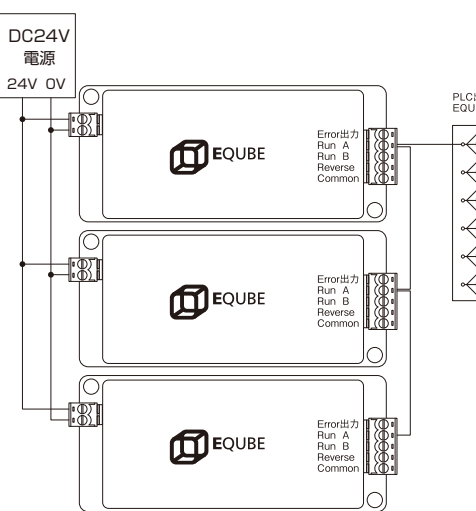 DC24V
電源
24V 0V
EQUBE
Error出力
Run A
Run B
Reverse
Common
EQUBE
Error出力
Run A
Run B
Reverse
Common
EQUBE
Error出力
Run A
Run B
Reverse
Common